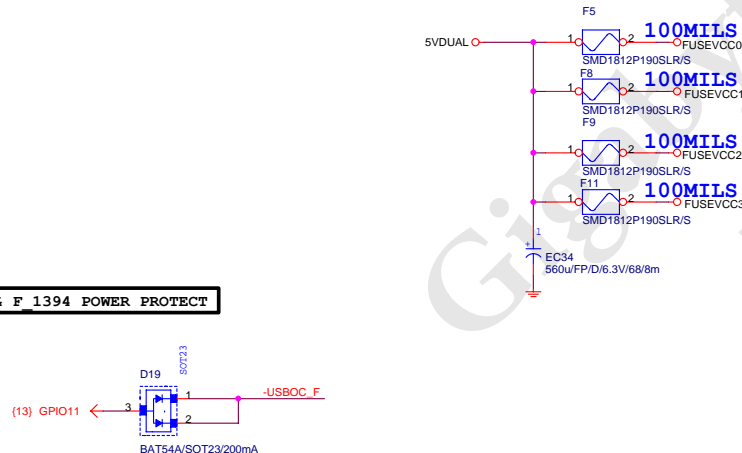 F5
100MILS
5VDUAL
1
2
FUSEVCC0
SMD1812P190SLR/S
F8
100MILS
1
2
FUSEVCC1
SMD1812P190SLR/S
F9
100MILS
1
2
FUSEVCC2
SMD1812P190SLR/S
F11
100MILS
1
2
FUSEVCC3
SMD1812P190SLR/S
1
+
EC34
560u/FP/D/6.3V/68/8m
& F_1394 POWER PROTECT
SOT23
D19
1
-USBOC_F
{13} GPIO11
3
2
BAT54A/SOT23/200mA
Gigaby